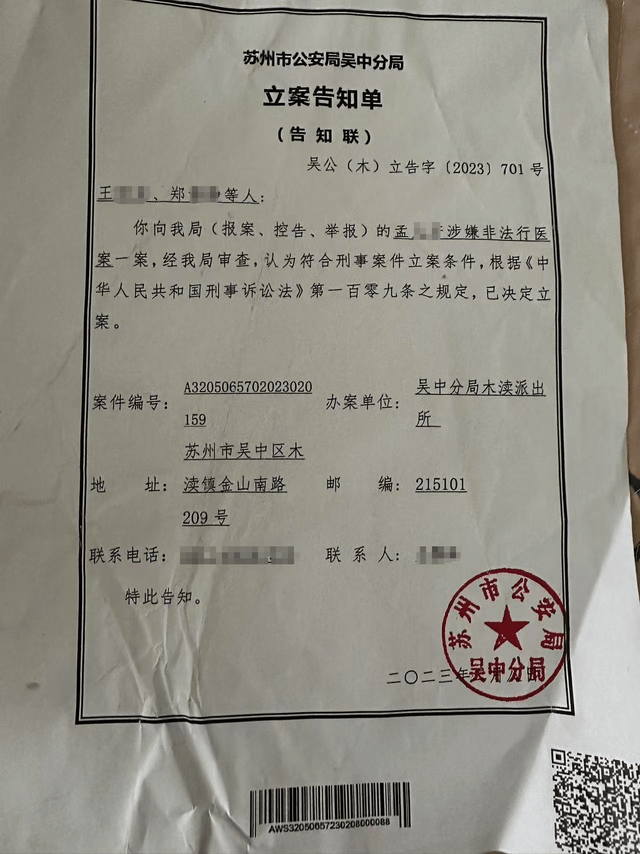 苏州市公安局吴中分局
立案告知单
（告知联）
吴公（木）立告字〔2023〕701号
王、郑等人：
你向我局（报案、控告、举报）的孟涉嫌非法行医
案一案，经我局审查，认为符合刑事案件立案条件，根据《中
华人民共和国刑事诉讼法》第一百零九条之规定，已决定立
案。
案件编号： A3205065702023020159 办案单位： 吴中分局木渎派出所
地 址： 苏州市吴中区木渎镇金山南路209号 邮 编： 215101
联系电话： 联 系 人：
特此告知。
二〇二三年
苏州市公安局
吴中分局
AWS32050657230208000088